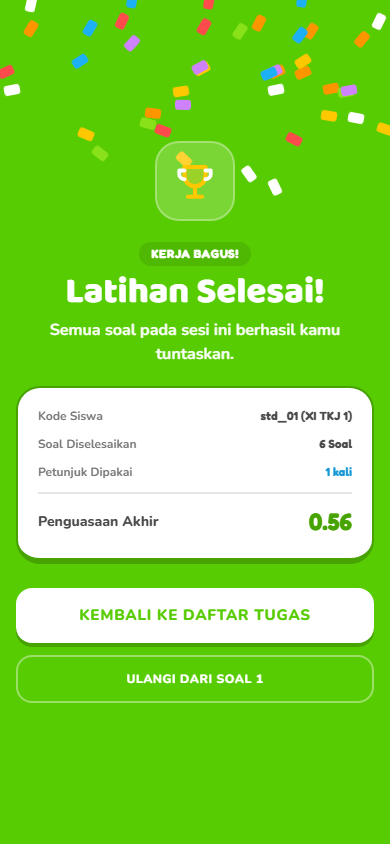 KERJA BAGUS!
Latihan Selesai!
Semua soal pada sesi ini berhasil kamu
tuntaskan.
Kode Siswa std_01 (XI TKJ 1)
Soal Diselesaikan 6 Soal
Petunjuk Dipakai 1 kali
Penguasaan Akhir 0.56
KEMBALI KE DAFTAR TUGAS
ULANGI DARI SOAL 1